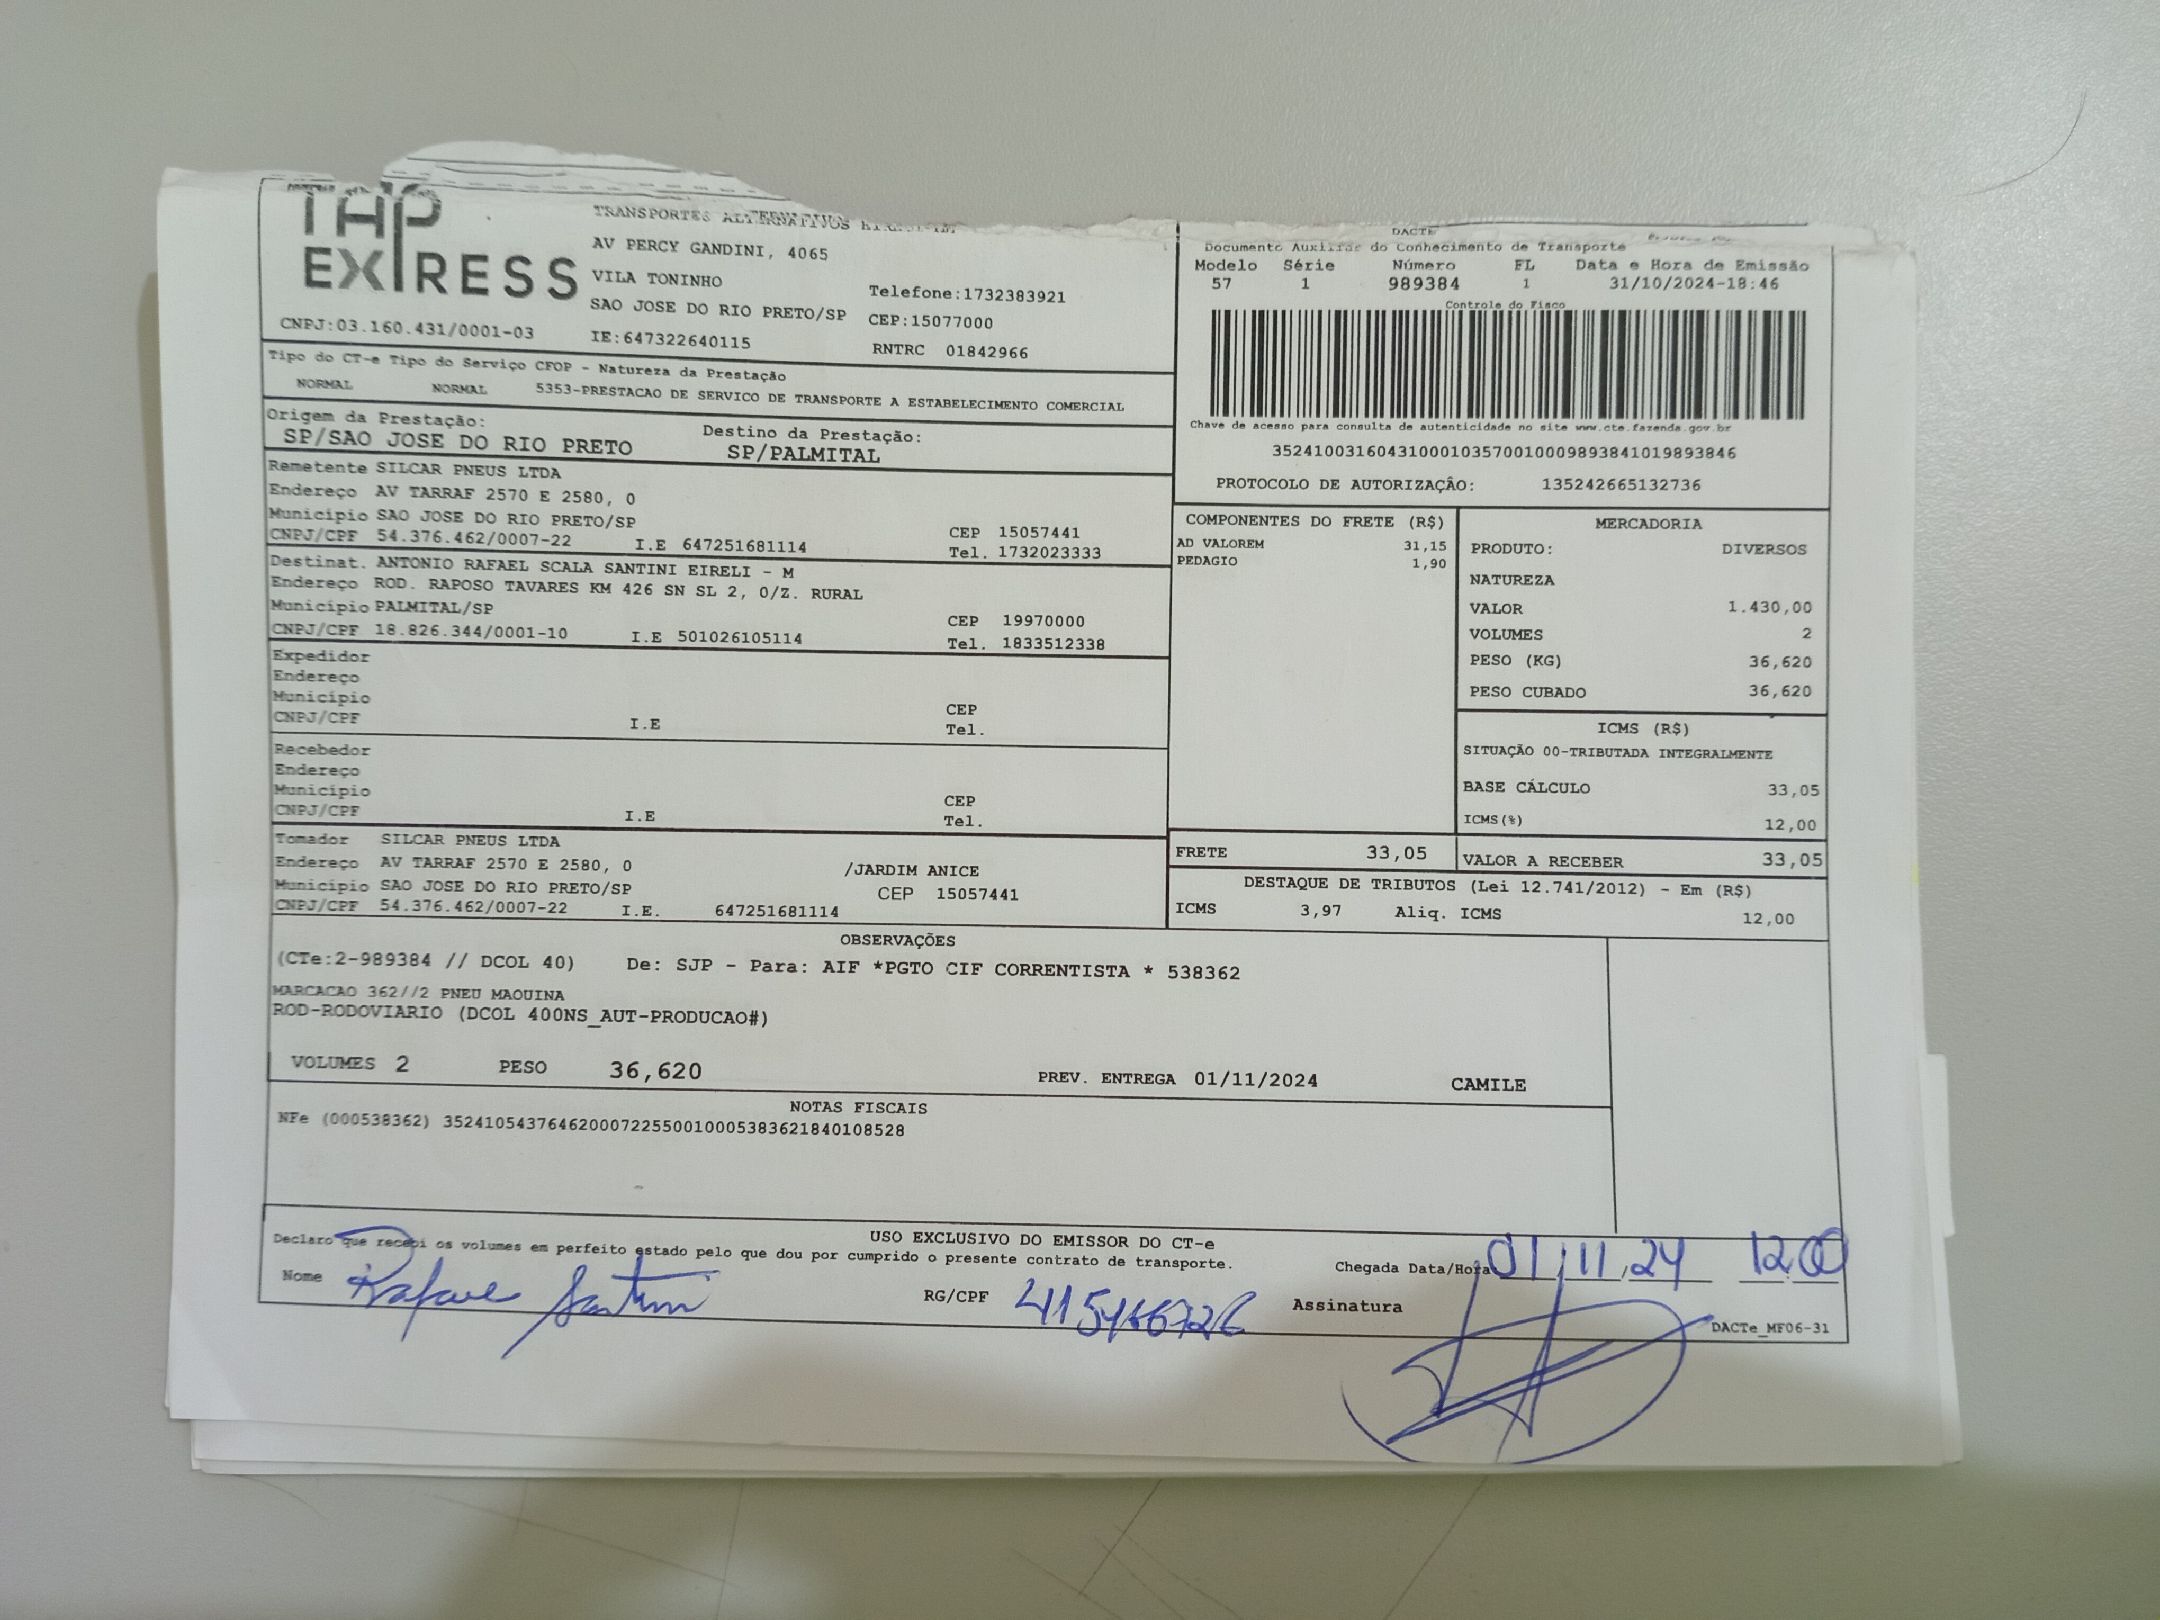 TAP
EXPRESS
CNPJ:03.160.431/0001-03
TRANSPORTES ALTERNATIVOS
AV PERCY GANDINI, 4065
VILA TONINHO
SAO JOSE DO RIO PRETO/SP
IE:647322640115
Telefone:1732383921
CEP:15077000
RNTRC 01842966
DACTE
Documento Auxiliar do Conhecimento de Transporte
Modelo Série Número FL Data e Hora de Emissão
57 1 989384 1 31/10/2024-18:46
Controle do Fisco
Chave de acesso para consulta de autenticidade no site www.cte.fazenda.gov.br
35241003160431000103570010009893841019893846
PROTOCOLO DE AUTORIZAÇÂO: 135242665132736
Tipo do CT-e Tipo do Serviço CFOP - Natureza da Prestação
NORMAL NORMAL 5353-PRESTACAO DE SERVICO DE TRANSPORTE A ESTABELECIMENTO COMERCIAL
Origem da Prestação: Destino da Prestação:
SP/SAO JOSE DO RIO PRETO SP/PALMITAL
Remetente SILCAR PNEUS LTDA
Endereço AV TARRAF 2570 E 2580, 0
Município SAO JOSE DO RIO PRETO/SP CEP 15057441
CNPJ/CPF 54.376.462/0007-22 I.E 647251681114 Tel. 1732023333
Destinat. ANTONIO RAFAEL SCALA SANTINI EIRELI - M
Endereço ROD. RAPOSO TAVARES KM 426 SN SL 2, 0/Z. RURAL
Município PALMITAL/SP CEP 19970000
CNPJ/CPF 18.826.344/0001-10 I.E 501026105114 Tel. 1833512338
Expedidor
Endereço
Município CEP
CNPJ/CPF I.E Tel.
Recebedor
Endereço
Município CEP
CNPJ/CPF I.E Tel.
Tomador SILCAR PNEUS LTDA
Endereço AV TARRAF 2570 E 2580, 0 /JARDIM ANICE
Município SAO JOSE DO RIO PRETO/SP CEP 15057441
CNPJ/CPF 54.376.462/0007-22 I.E. 647251681114
COMPONENTES DO FRETE (R$)
AD VALOREM 31,15
PEDAGIO 1,90
MERCADORIA
PRODUTO: DIVERSOS
NATUREZA
VALOR 1.430,00
VOLUMES 2
PESO (KG) 36,620
PESO CUBADO 36,620
ICMS (R$)
SITUAÇÃO 00-TRIBUTADA INTEGRALMENTE
BASE CÁLCULO 33,05
ICMS(%) 12,00
FRETE 33,05 VALOR A RECEBER 33,05
DESTAQUE DE TRIBUTOS (Lei 12.741/2012) - Em (R$)
ICMS 3,97 Aliq. ICMS 12,00
OBSERVAÇÕES
(CTe:2-989384 // DCOL 40) De: SJP - Para: AIF *PGTO CIF CORRENTISTA * 538362
MARCACAO 362//2 PNEU MAQUINA
ROD-RODOVIARIO (DCOL 400NS_AUT-PRODUCAO#)
VOLUMES 2 PESO 36,620 PREV. ENTREGA 01/11/2024 CAMILE
NOTAS FISCAIS
NFe (000538362) 35241054376462000722550010005383621840108528
USO EXCLUSIVO DO EMISSOR DO CT-e
Declaro que recebi os volumes em perfeito estado pelo que dou por cumprido o presente contrato de transporte.
Chegada Data/Hora 01/11/24 12:00
Nome Rafael Santini RG/CPF Assinatura
DACTe_MF06-31